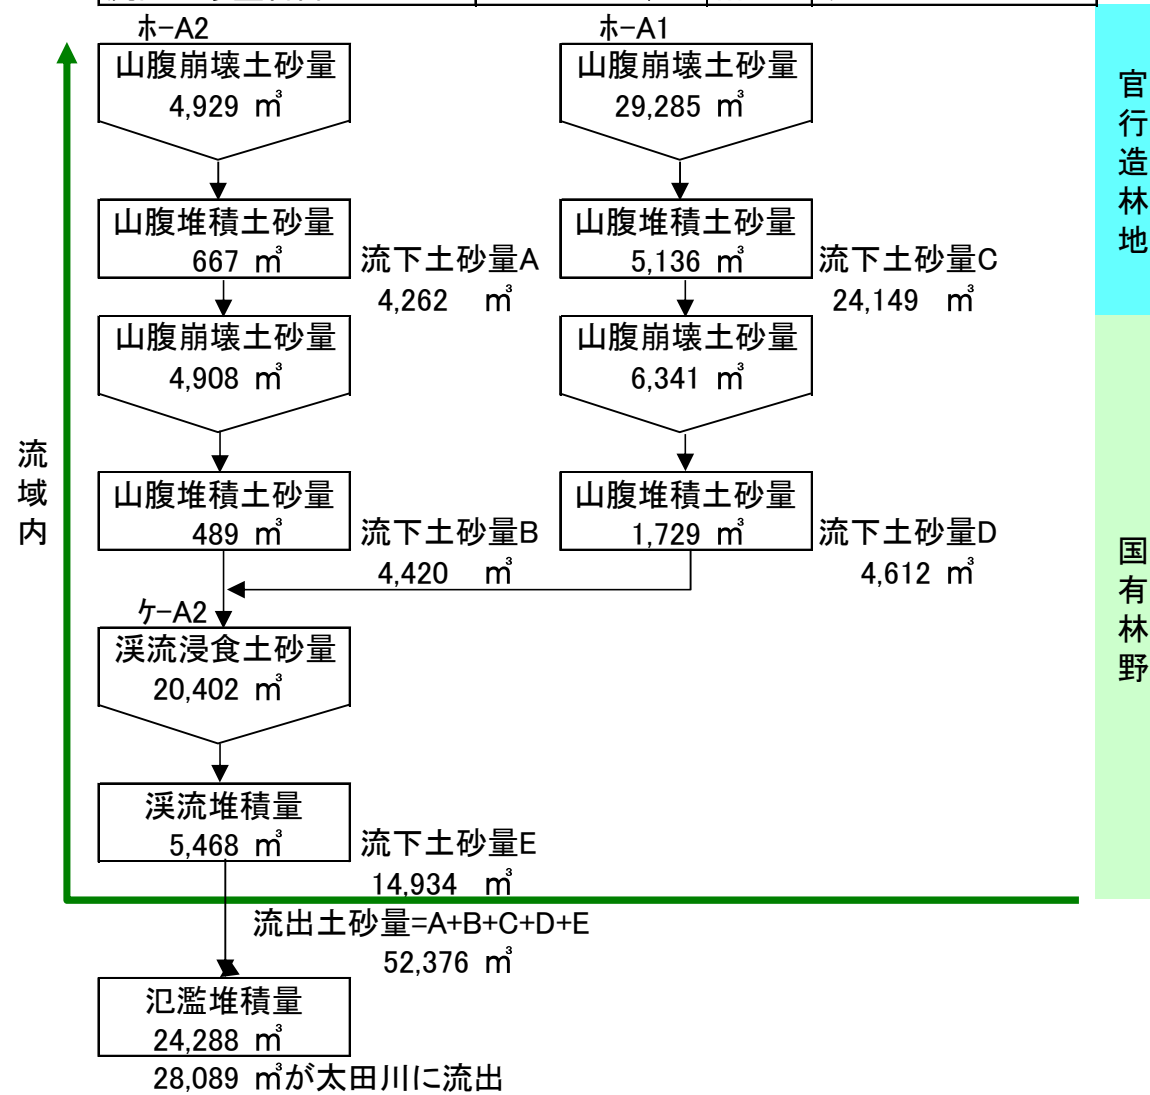 ﾎ-A2
山腹崩壊土砂量
4,929 ㎥
ﾎ-A1
山腹崩壊土砂量
29,285 ㎥
官行造林地
山腹堆積土砂量
667 ㎥
流下土砂量A
4,262 ㎥
山腹堆積土砂量
5,136 ㎥
流下土砂量C
24,149 ㎥
山腹崩壊土砂量
4,908 ㎥
山腹崩壊土砂量
6,341 ㎥
流域内
山腹堆積土砂量
489 ㎥
流下土砂量B
4,420 ㎥
山腹堆積土砂量
1,729 ㎥
流下土砂量D
4,612 ㎥
国有林野
ｹ-A2
渓流浸食土砂量
20,402 ㎥
渓流堆積量
5,468 ㎥
流下土砂量E
14,934 ㎥
流出土砂量=A+B+C+D+E
52,376 ㎥
氾濫堆積量
24,288 ㎥
28,089 ㎥が太田川に流出